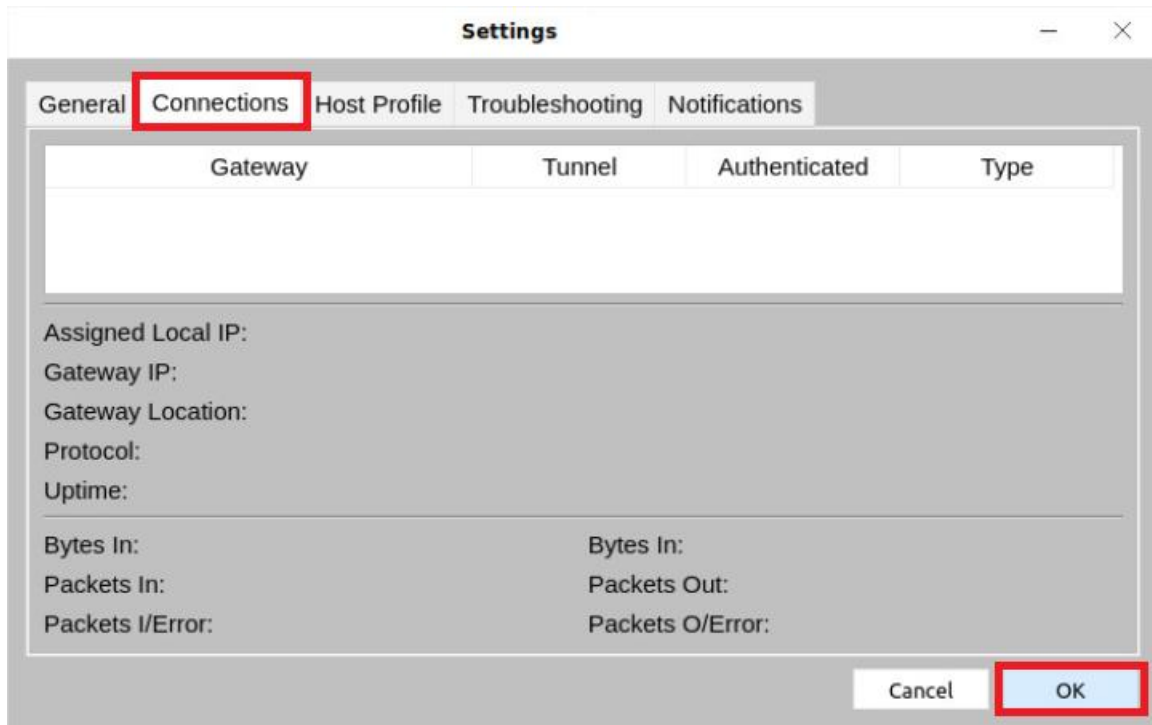 Settings
General Connections Host Profile Troubleshooting Notifications
Gateway Tunnel Authenticated Type
Assigned Local IP:
Gateway IP:
Gateway Location:
Protocol:
Uptime:
Bytes In: Bytes In:
Packets In: Packets Out:
Packets I/Error: Packets O/Error:
Cancel OK